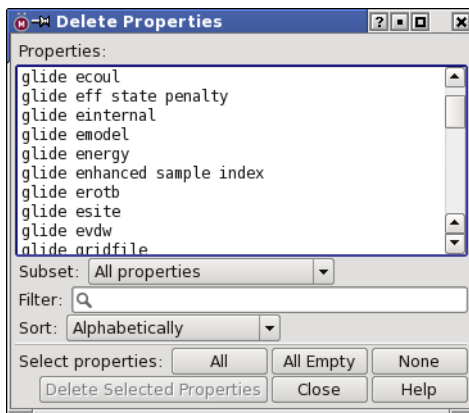 Delete Properties
Properties:
glide ecoul
glide eff state penalty
glide einternal
glide emodel
glide energy
glide enhanced sample index
glide erotb
glide esite
glide evdw
glide gridfile
Subset: All properties
Filter:
Sort: Alphabetically
Select properties: All All Empty None
Delete Selected Properties Close Help